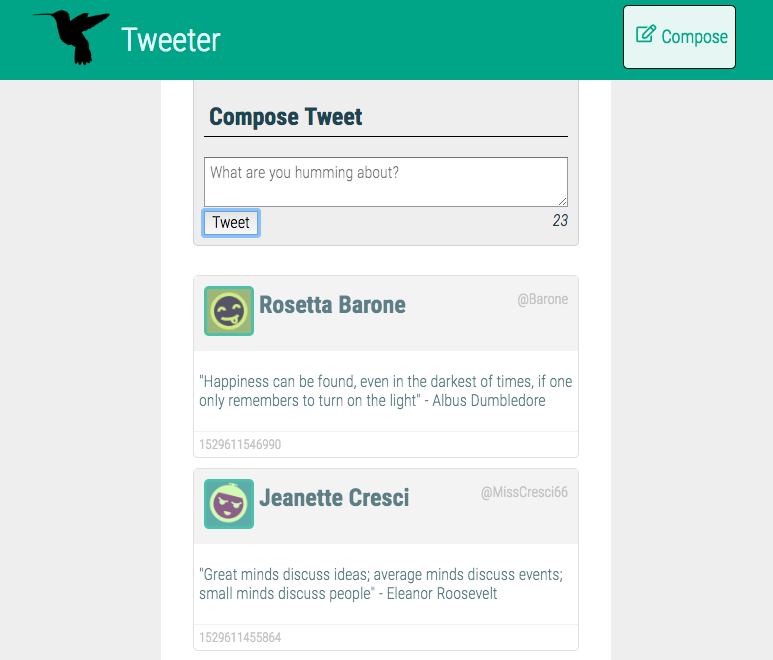 Tweeter
Compose
Compose Tweet
What are you humming about?
Tweet
23
Rosetta Barone
@Barone
"Happiness can be found, even in the darkest of times, if one
only remembers to turn on the light" - Albus Dumbledore
1529611546990
Jeanette Cresci
@MissCresci66
"Great minds discuss ideas; average minds discuss events;
small minds discuss people" - Eleanor Roosevelt
1529611455864